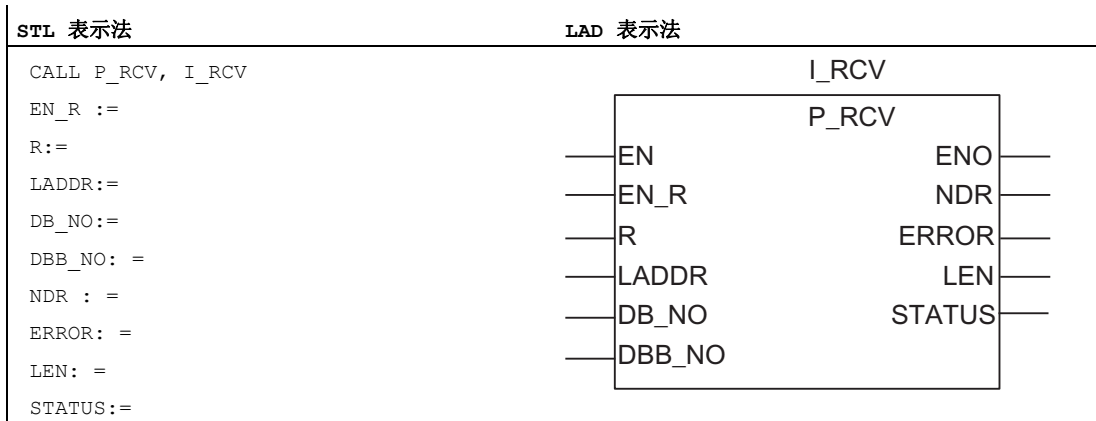 STL 表示法
LAD 表示法
CALL P_RCV, I_RCV
EN_R :=
R:=
LADDR:=
DB_NO:=
DBB_NO: =
NDR : =
ERROR: =
LEN: =
STATUS:=
I_RCV
P_RCV
EN ENO
EN_R NDR
R ERROR
LADDR LEN
DB_NO STATUS
DBB_NO